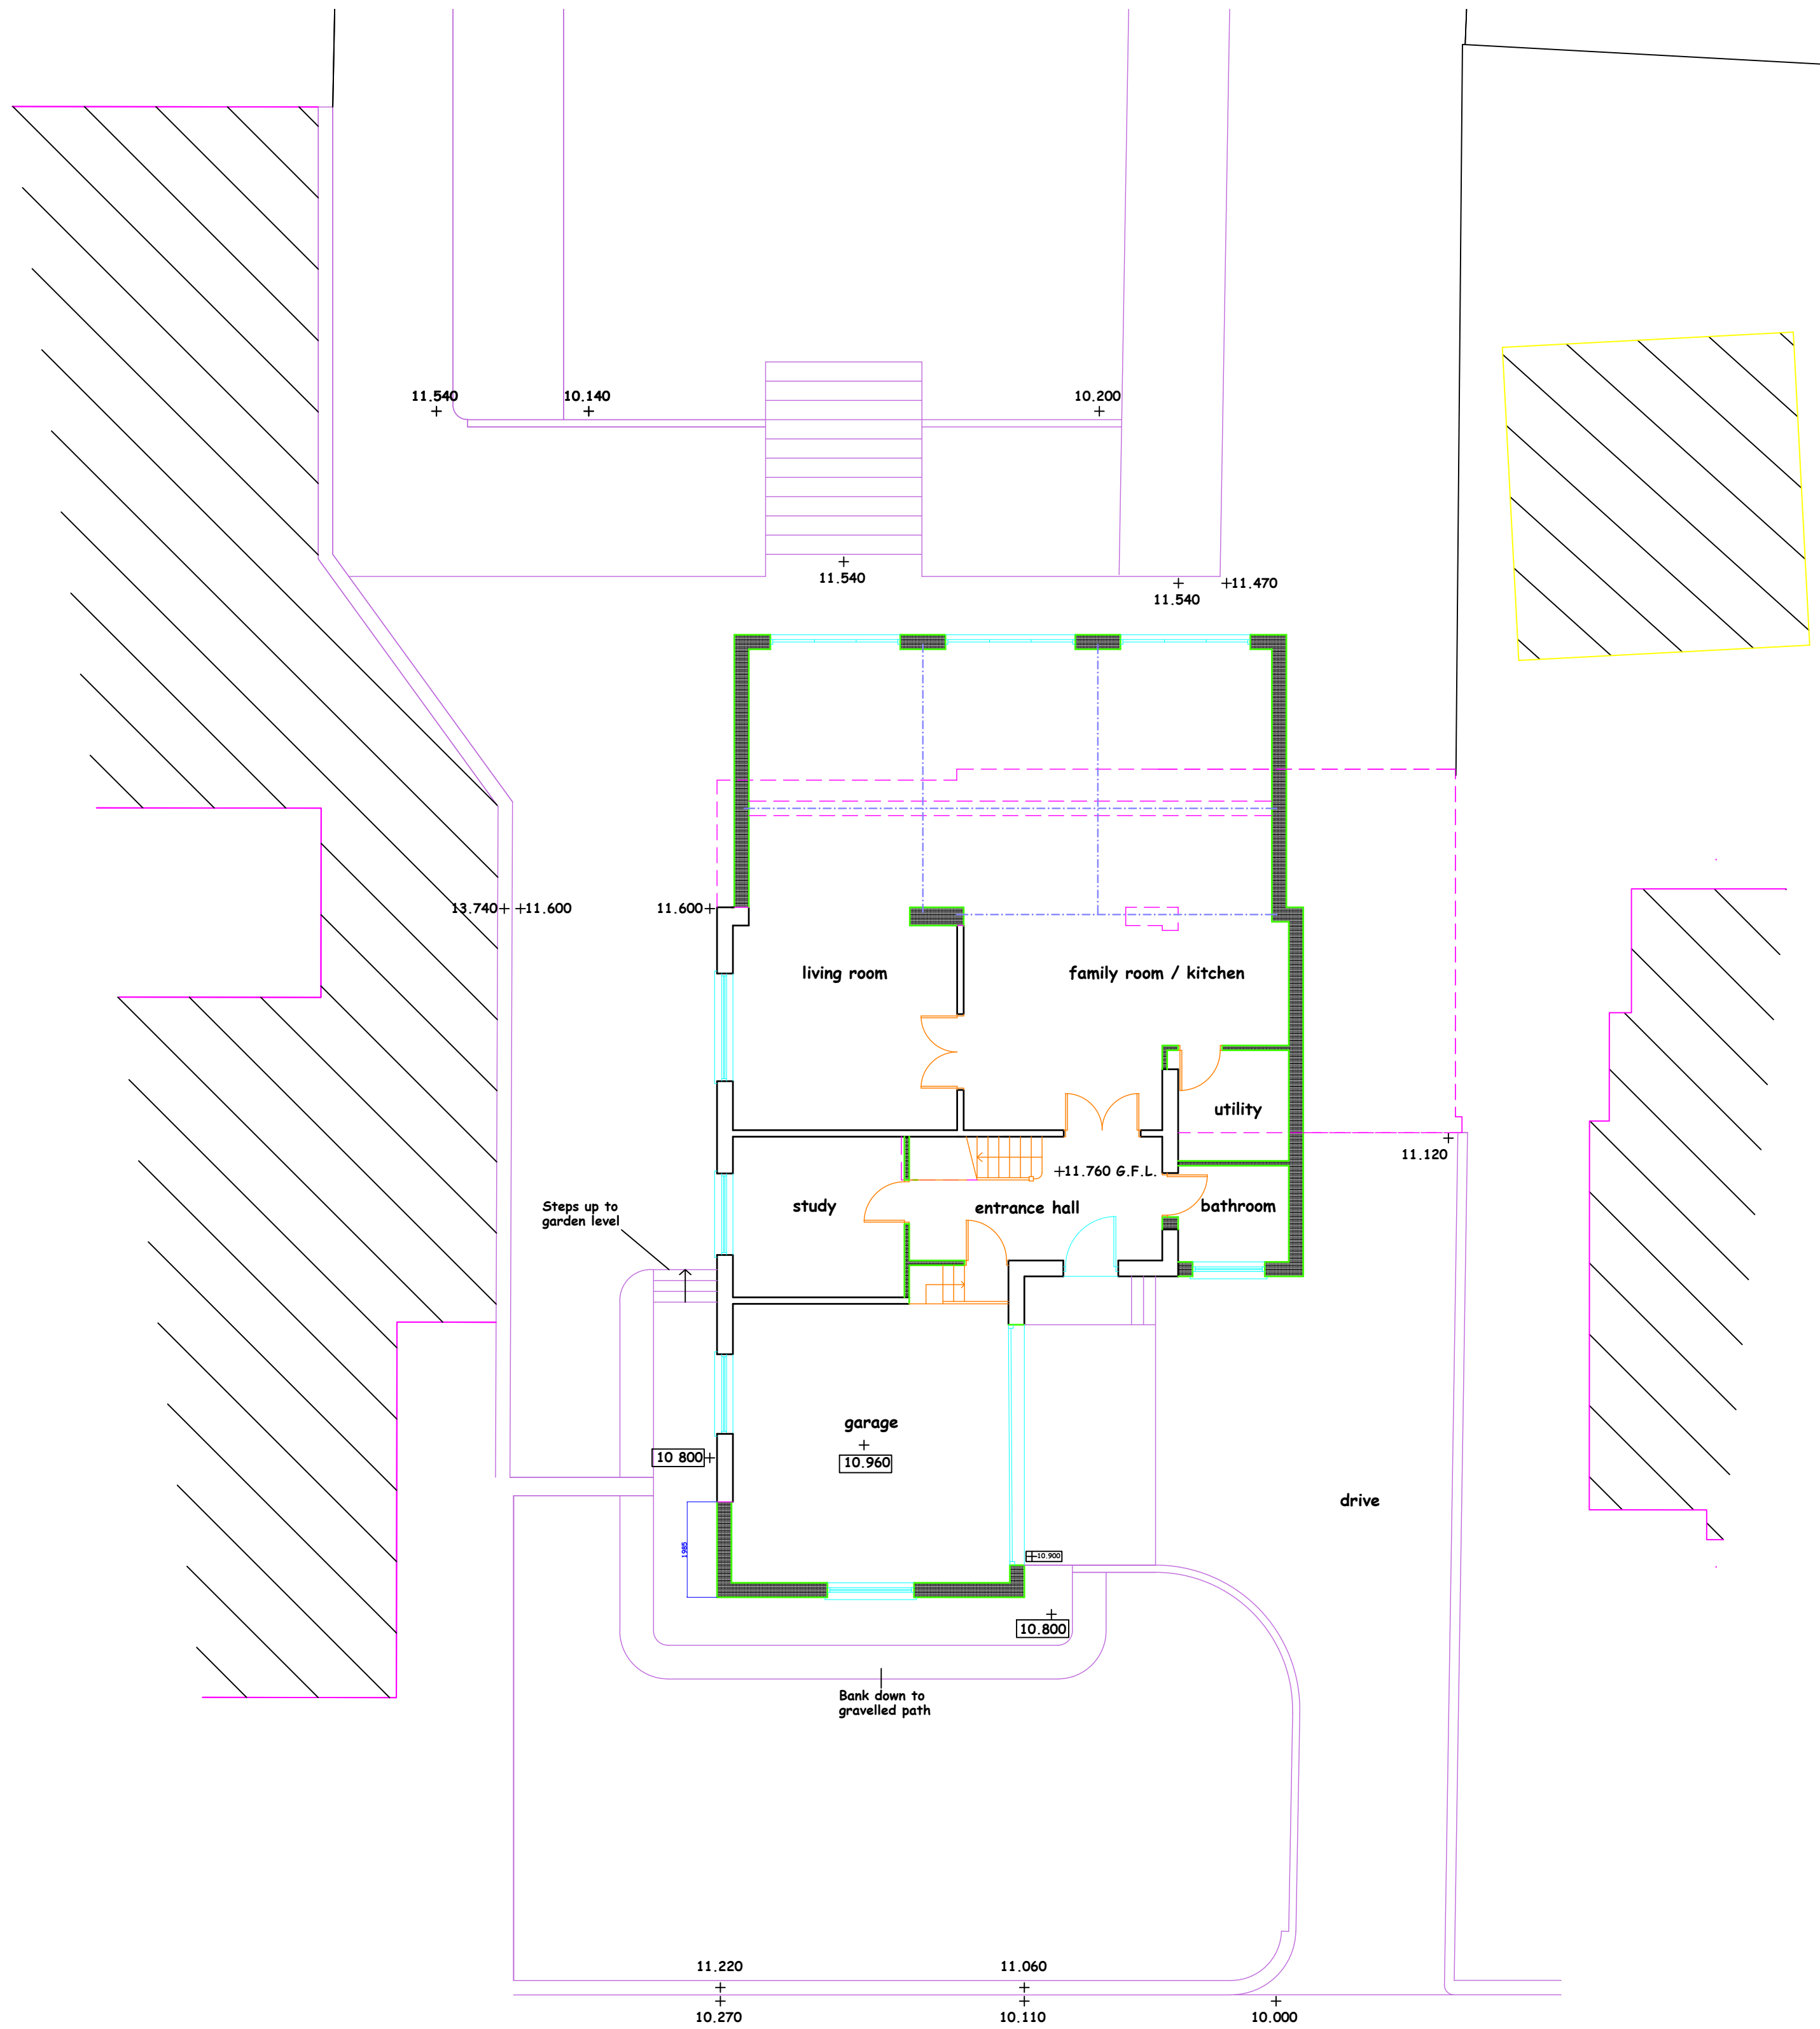 11.540
10.140
10.200
11.540
11.470
11.540
13.740
11.600
11.600
living room
family room / kitchen
utility
11.120
11.760 G.F.L.
Steps up to
garden level
study
entrance hall
bathroom
garage
10 800
10.960
drive
1985
10.900
10.800
Bank down to
gravelled path
11.220
11.060
10.270
10.110
10.000